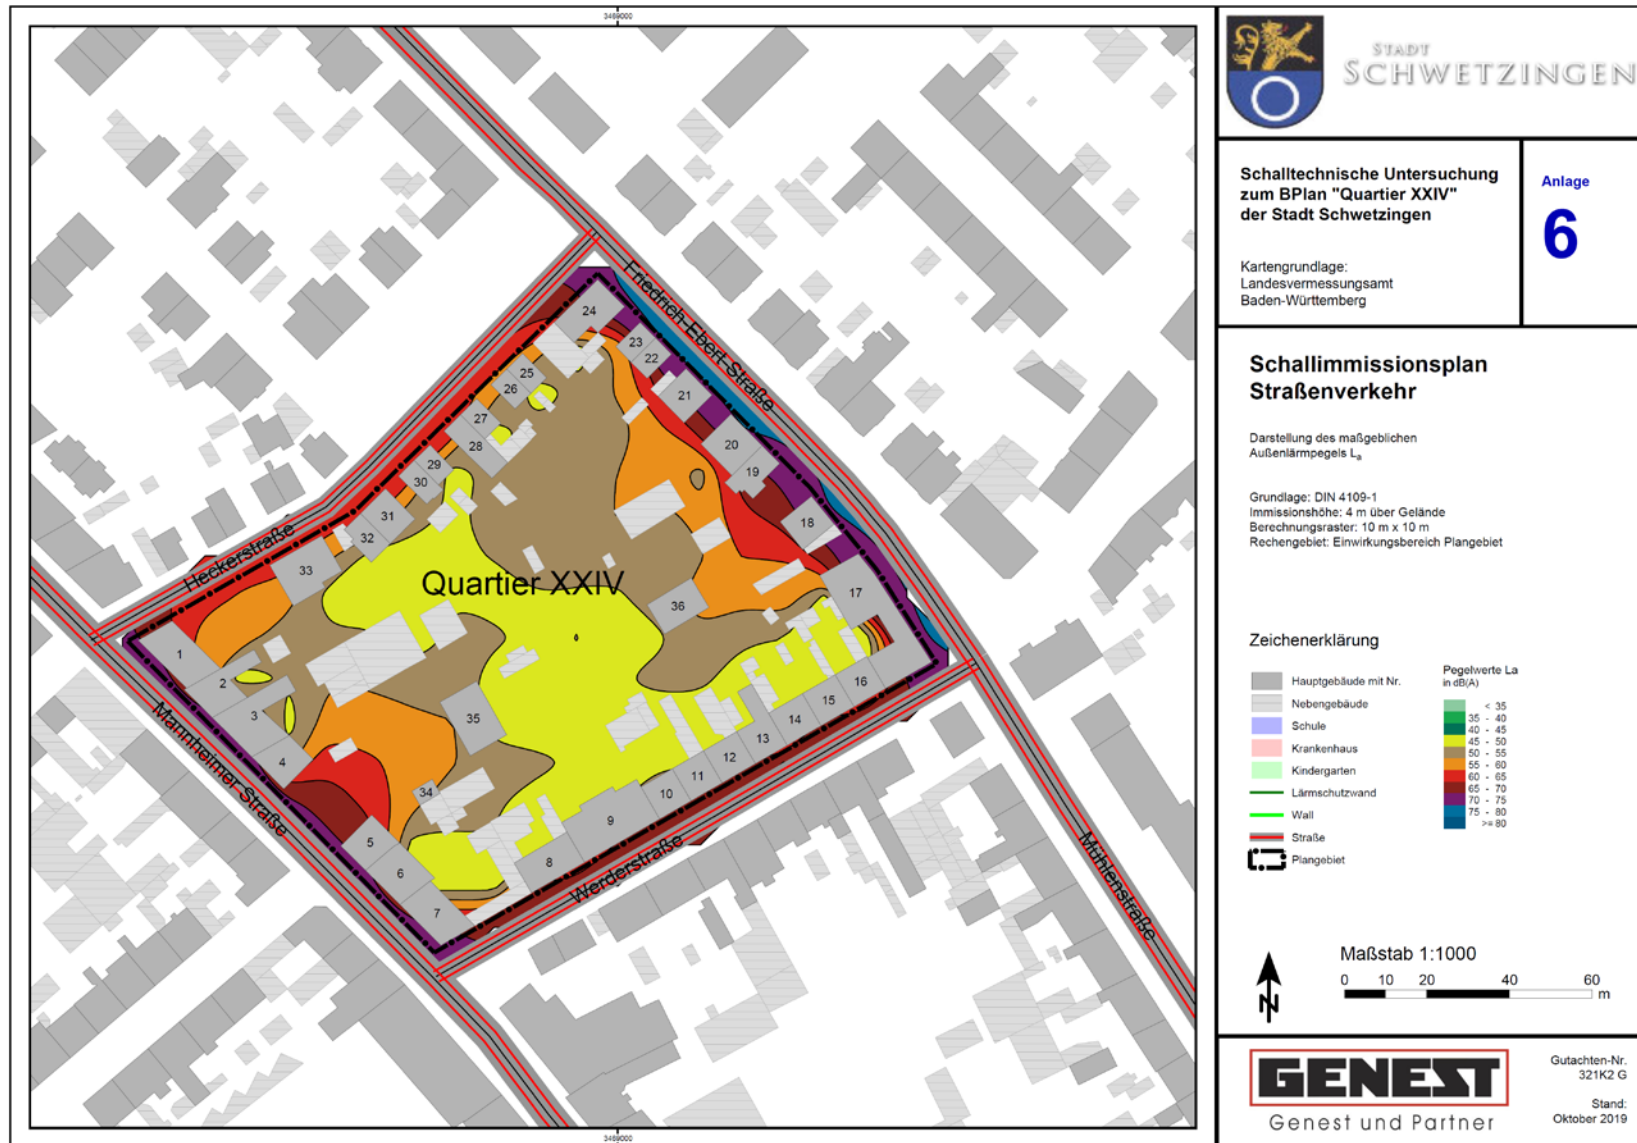 3469000
STADT
SCHWETZINGEN
Schalltechnische Untersuchung
zum BPlan "Quartier XXIV"
der Stadt Schwetzingen
Kartengrundlage:
Landesvermessungsamt
Baden-Württemberg
Anlage
6
Schallimmissionsplan
Straßenverkehr
Darstellung des maßgeblichen
Außenlärmpegels La
Grundlage: DIN 4109-1
Immissionshöhe: 4 m über Gelände
Berechnungsraster: 10 m x 10 m
Rechengebiet: Einwirkungsbereich Plangebiet
Zeichenerklärung
Hauptgebäude mit Nr.
Nebengebäude
Schule
Krankenhaus
Kindergarten
Lärmschutzwand
Wall
Straße
Plangebiet
Pegelwerte La
in dB(A)
< 35
35 - 40
40 - 45
45 - 50
50 - 55
55 - 60
60 - 65
65 - 70
70 - 75
75 - 80
>= 80
Maßstab 1:1000
0 10 20 40 60
m
N
GENEST
Genest und Partner
Gutachten-Nr.
321K2 G
Stand:
Oktober 2019
Friedrich-Ebert-Straße
Heckerstraße
Quartier XXIV
Mannheimer Straße
Werderstraße
Mühlenstraße
24
23
22
25
26
21
27
28
20
29
19
30
31
18
32
33
17
36
1
2
16
15
3
35
14
13
4
12
11
34
10
9
5
8
6
7
3469000